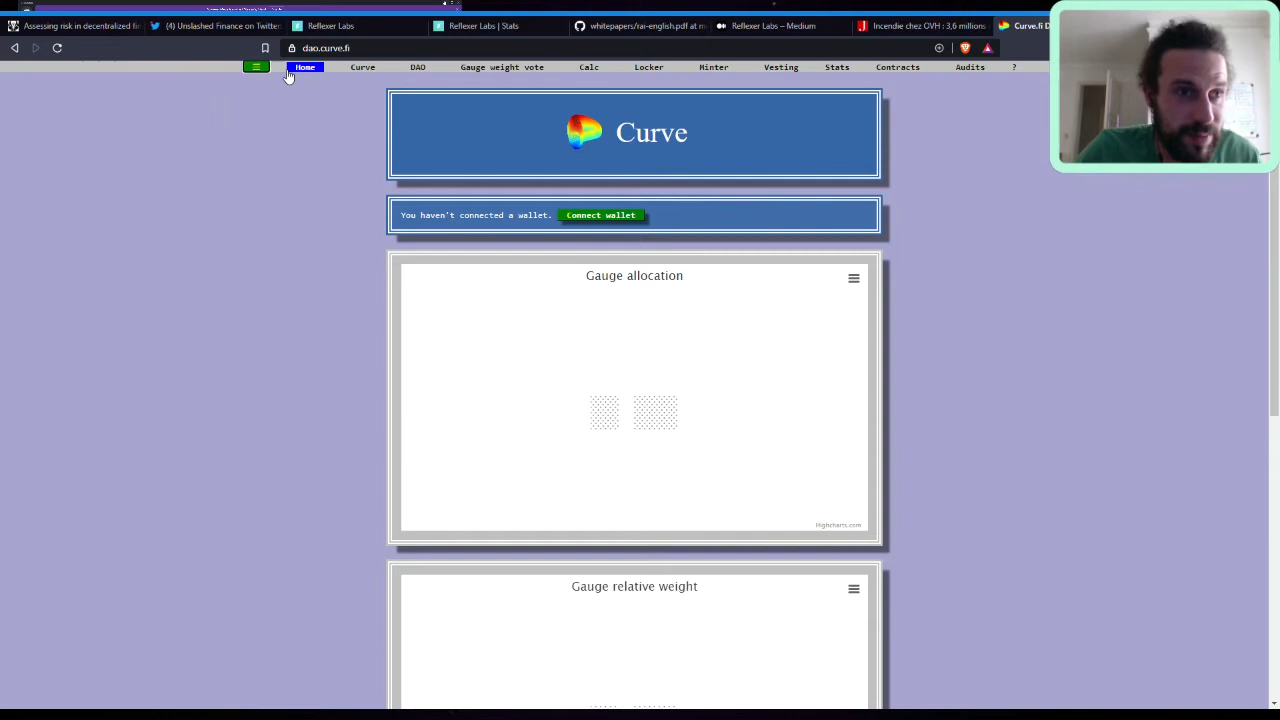 Assessing risk in decentralized fin
(4) Unslashed Finance on Twitter
Reflexer Labs
Reflexer Labs | Stats
whitepapers/rai-english.pdf at m
Reflexer Labs – Medium
Incendie chez OVH : 3,6 millions
Curve.fi D
dao.curve.fi
Home
Curve
DAO
Gauge weight vote
Calc
Locker
Minter
Vesting
Stats
Contracts
Audits
?
Curve
You haven't connected a wallet.
Connect wallet
Gauge allocation
Highcharts.com
Gauge relative weight